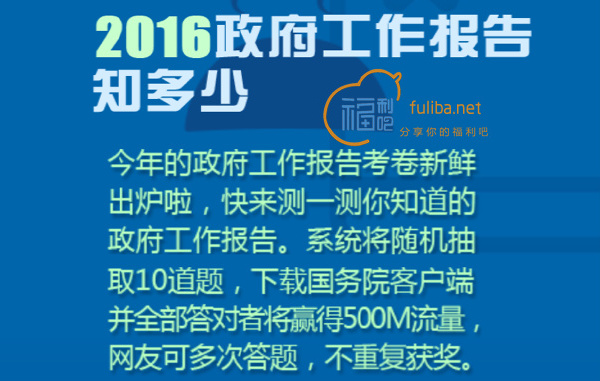 2016政府工作报告
知多少
福利吧
fuliba.net
分享你的福利吧
今年的政府工作报告考卷新鲜
出炉啦，快来测一测你知道的
政府工作报告。系统将随机抽
取10道题，下载国务院客户端
并全部答对者将赢得500M流量，
网友可多次答题，不重复获奖。